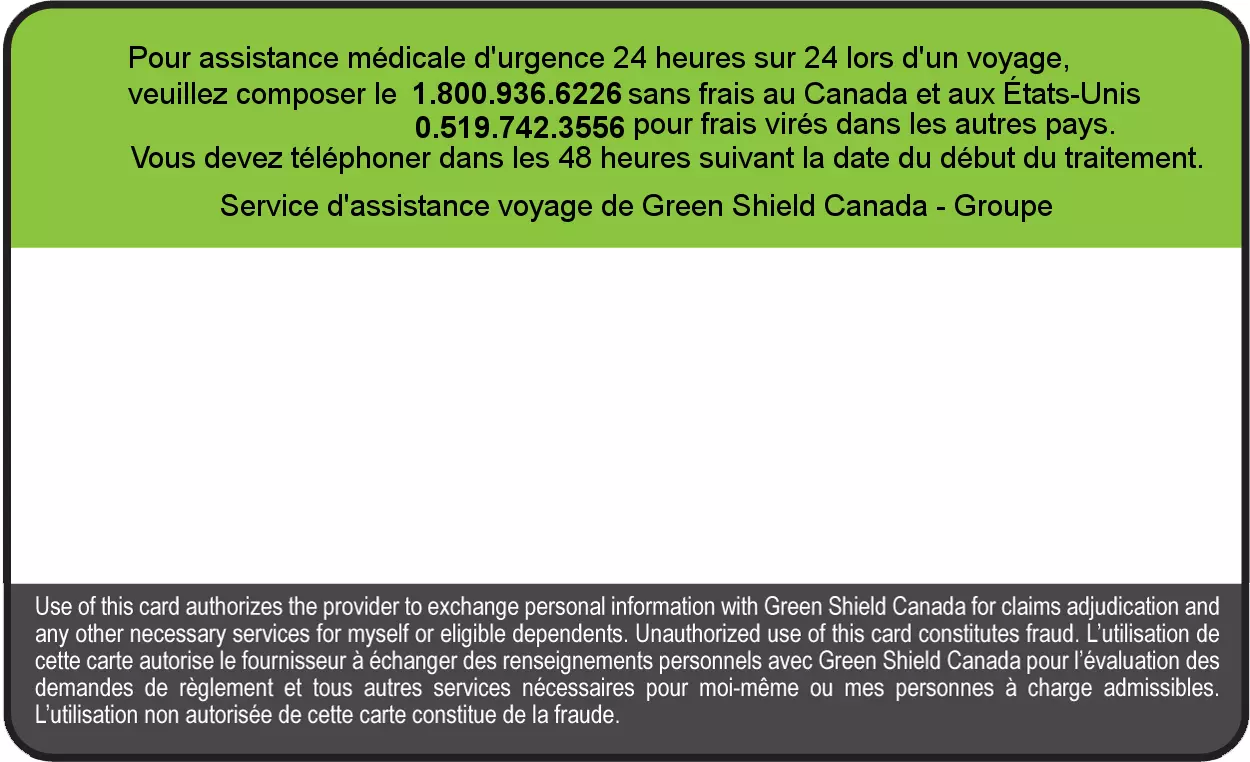 Pour assistance médicale d'urgence 24 heures sur 24 lors d'un voyage,
veuillez composer le 1.800.936.6226 sans frais au Canada et aux États-Unis
0.519.742.3556 pour frais virés dans les autres pays.
Vous devez téléphoner dans les 48 heures suivant la date du début du traitement.
Service d'assistance voyage de Green Shield Canada - Groupe
Use of this card authorizes the provider to exchange personal information with Green Shield Canada for claims adjudication and
any other necessary services for myself or eligible dependents. Unauthorized use of this card constitutes fraud. L’utilisation de
cette carte autorise le fournisseur à échanger des renseignements personnels avec Green Shield Canada pour l’évaluation des
demandes de règlement et tous autres services nécessaires pour moi-même ou mes personnes à charge admissibles.
L’utilisation non autorisée de cette carte constitue de la fraude.